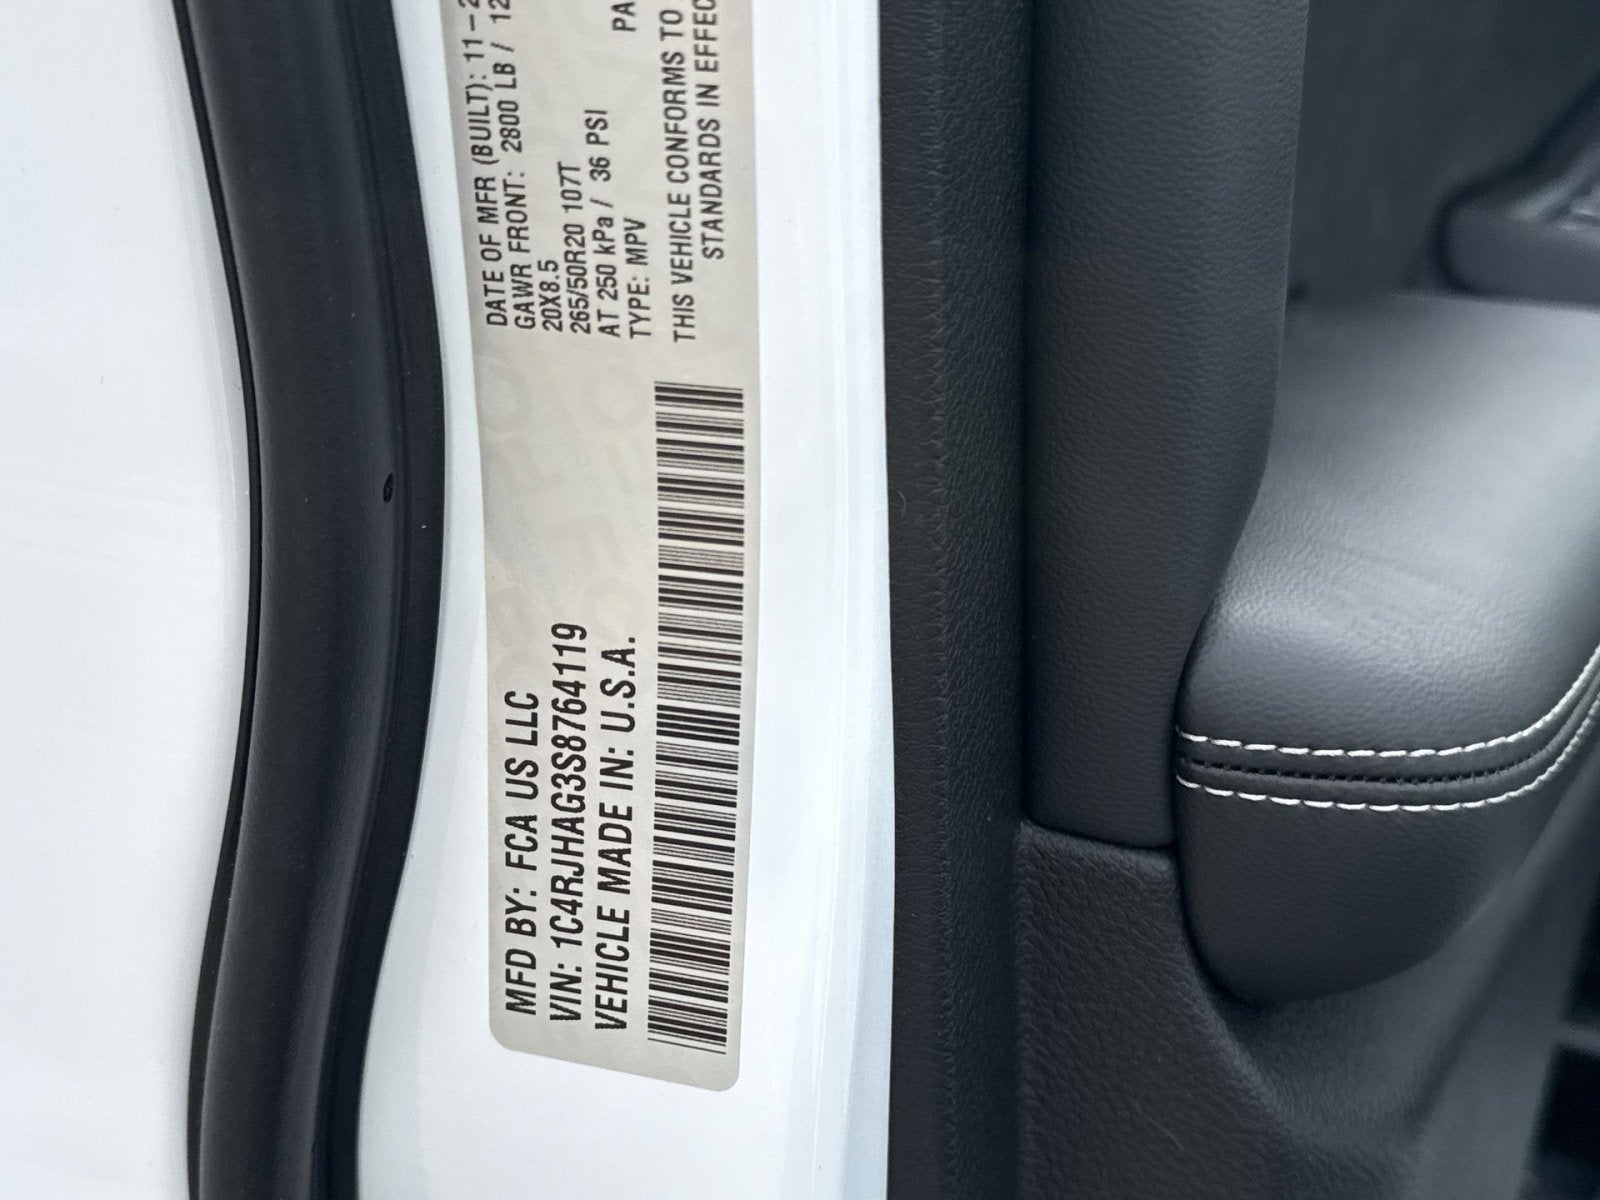 MFD BY: FCA US LLC
VIN: 1C4RJHAG3S8764119
VEHICLE MADE IN: U.S.A.
DATE OF MFR (BUILT): 11-2
GAWR FRONT: 2800 LB / 12
20X8.5
265/50R20 107T
AT 250 kPa / 36 PSI
TYPE: MPV PA
THIS VEHICLE CONFORMS TO
STANDARDS IN EFFEC